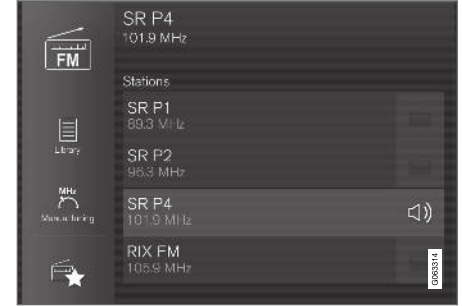 SR P4
101.9 MHz
FM
Stations
SR P1
89.3 MHz
Library
SR P2
96.3 MHz
MHz
Manual tuning
SR P4
101.9 MHz
RIX FM
105.9 MHz
G063314